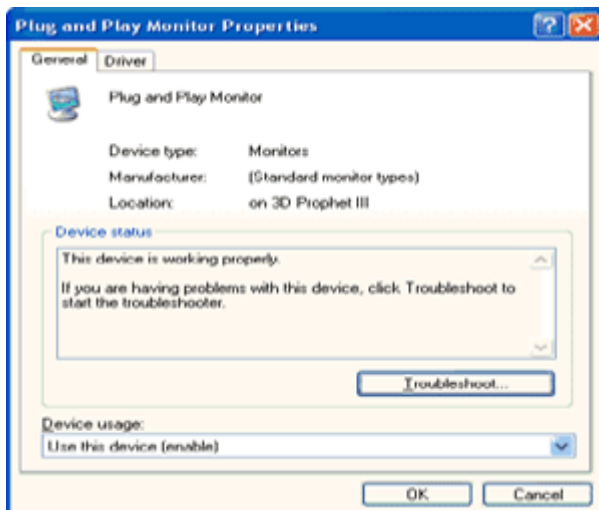 Plug and Play Monitor Properties
General Driver
Plug and Play Monitor
Device type: Monitors
Manufacturer: (Standard monitor types)
Location: on 3D Prophet III
Device status
This device is working properly.
If you are having problems with this device, click Troubleshoot to
start the troubleshooter.
Troubleshoot...
Device usage:
Use this device (enable)
OK Cancel